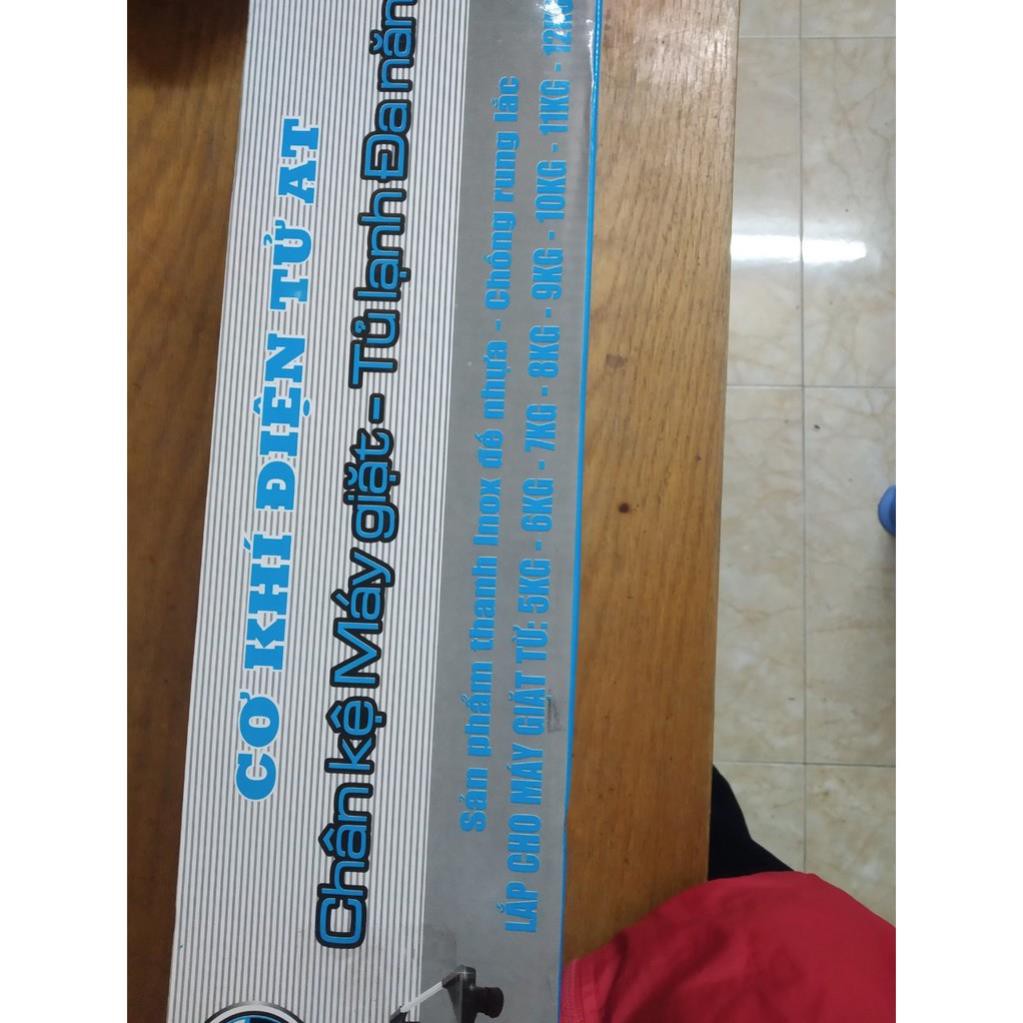 CƠ KHÍ ĐIỆN TỬ AT
Chân kệ Máy giặt - Tủ lạnh Đa năn
Sản phẩm thanh Inox đế nhựa - Chống rung lắc
LẮP CHO MÁY GIẶT TỪ: 5KG - 6KG - 7KG - 8KG - 9KG - 10KG - 11KG - 12KG